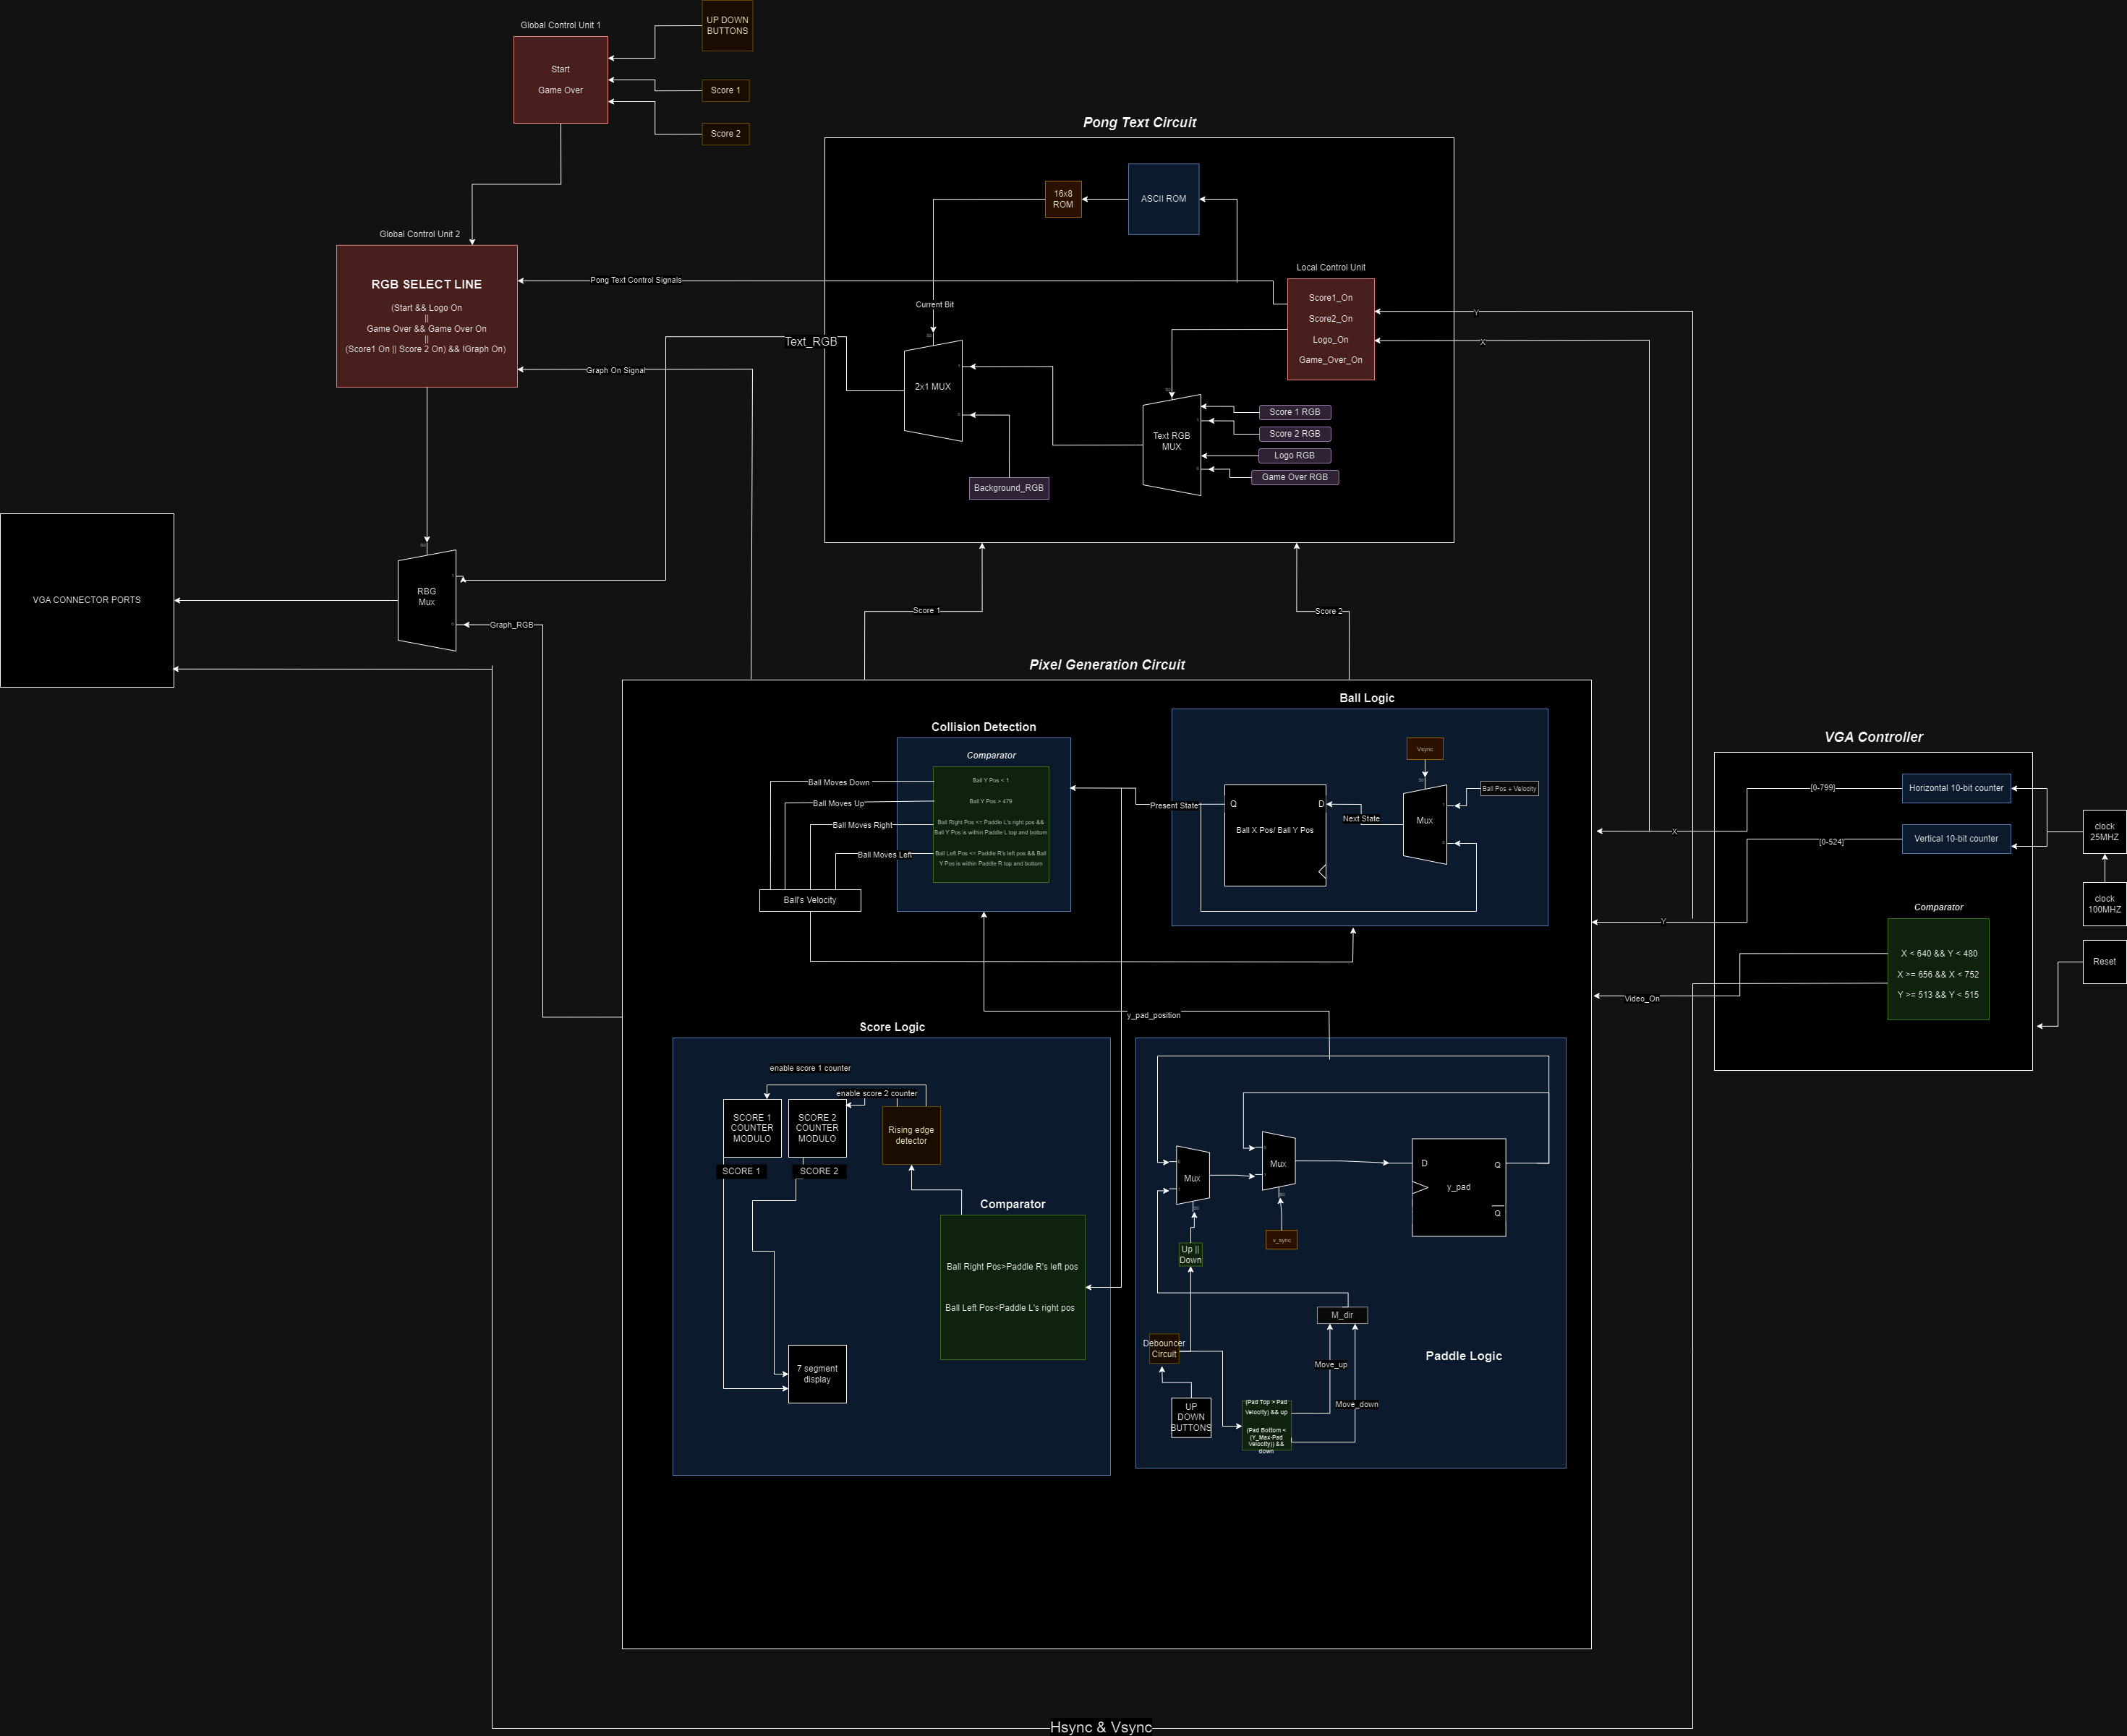 Global Control Unit 1
UP DOWN
BUTTONS
Start
Game Over
Score 1
Score 2
Global Control Unit 2
RGB SELECT LINE
(Start && Logo On
||
Game Over && Game Over On
||
(Score1 On || Score 2 On) && !Graph On)
Pong Text Control Signals
Graph On Signal
Text_RGB
Pong Text Circuit
16x8
ROM
ASCII ROM
Local Control Unit
Score1_On
Score2_On
Logo_On
Game_Over_On
Y
X
Current Bit
2x1 MUX
1
0
Background_RGB
Text RGB
MUX
1
0
Score 1 RGB
Score 2 RGB
Logo RGB
Game Over RGB
VGA CONNECTOR PORTS
RBG
Mux
1
0
Graph_RGB
Score 1
Score 2
Pixel Generation Circuit
Collision Detection
Comparator
Ball Y Pos < 1
Ball Y Pos > 479
Ball Right Pos <= Paddle L's right pos &&
Ball Y Pos is within Paddle L top and bottom
Ball Left Pos <= Paddle R's left pos && Ball
Y Pos is within Paddle R top and bottom
Ball Moves Down
Ball Moves Up
Ball Moves Right
Ball Moves Left
Ball's Velocity
Ball Logic
Vsync
Ball Pos + Velocity
Mux
1
0
Present State
Next State
Q
D
Ball X Pos/ Ball Y Pos
VGA Controller
Horizontal 10-bit counter
Vertical 10-bit counter
[0-799]
[0-524]
X
Y
Video_On
Comparator
X < 640 && Y < 480
X >= 656 && X < 752
Y >= 513 && Y < 515
clock
25MHZ
clock
100MHZ
Reset
y_pad_position
Score Logic
enable score 1 counter
enable score 2 counter
SCORE 1
COUNTER
MODULO
SCORE 2
COUNTER
MODULO
Rising edge
detector
SCORE 1
SCORE 2
Comparator
Ball Right Pos>Paddle R's left pos
Ball Left Pos<Paddle L's right pos
7 segment
display
Mux
0
1
Mux
0
1
D
Q
y_pad
Q
v_sync
Up ||
Down
M_dir
Debouncer
Circuit
Move_up
Move_down
Paddle Logic
UP
DOWN
BUTTONS
(Pad Top > Pad
Velocity) && up
(Pad Bottom <
(Y_Max-Pad
Velocity)) &&
down
Hsync & Vsync